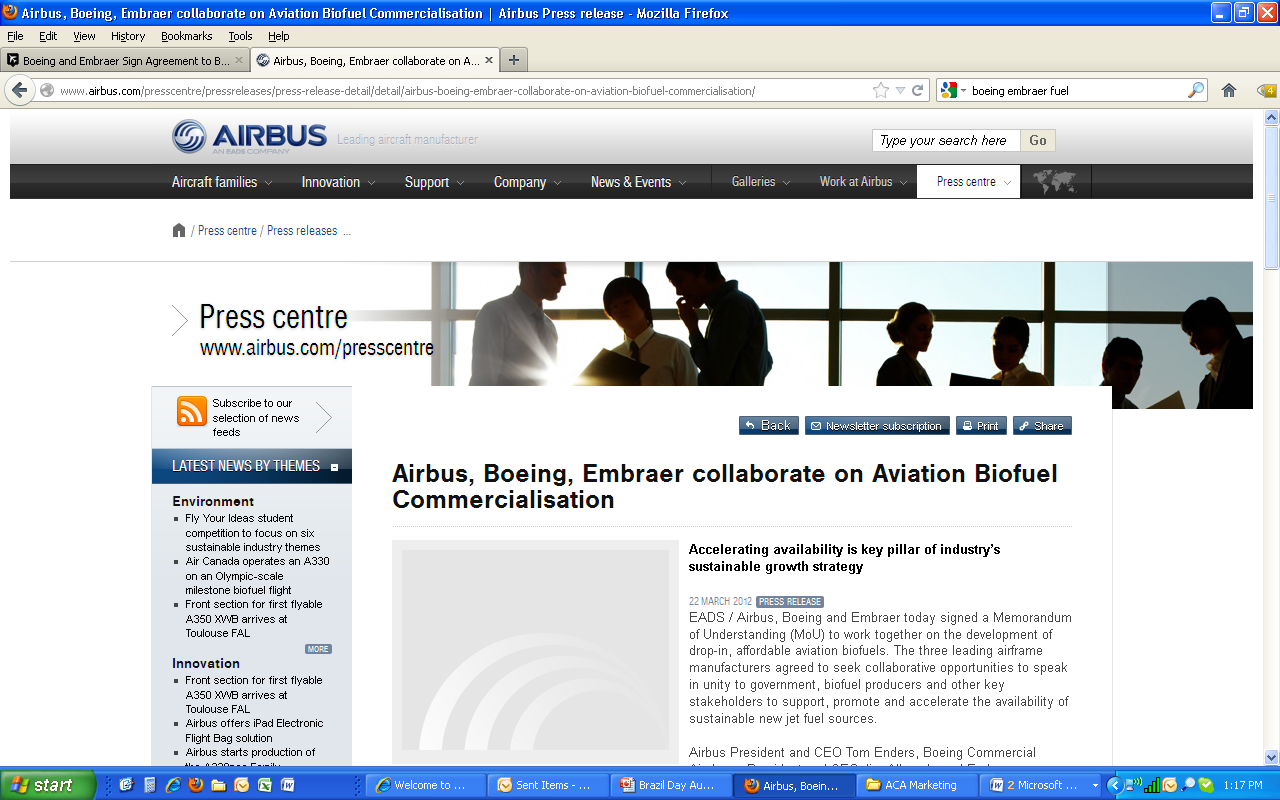 Airbus, Boeing, Embraer collaborate on Aviation Biofuel Commercialisation | Airbus Press release - Mozilla Firefox
File Edit View History Bookmarks Tools Help
Boeing and Embraer Sign Agreement to B...
Airbus, Boeing, Embraer collaborate on A...
www.airbus.com/presscentre/pressreleases/press-release-detail/detail/airbus-boeing-embraer-collaborate-on-aviation-biofuel-commercialisation/
boeing embraer fuel
4
AIRBUS
AN EADS COMPANY
Leading aircraft manufacturer
Type your search here Go
Aircraft families Innovation Support Company News & Events Galleries Work at Airbus Press centre
/ Press centre / Press releases ...
Press centre
www.airbus.com/presscentre
Subscribe to our
selection of news
feeds
LATEST NEWS BY THEMES
Environment
Fly Your Ideas student
competition to focus on six
sustainable industry themes
Air Canada operates an A330
on an Olympic-scale
milestone biofuel flight
Front section for first flyable
A350 XWB arrives at
Toulouse FAL
MORE
Innovation
Front section for first flyable
A350 XWB arrives at
Toulouse FAL
Airbus offers iPad Electronic
Flight Bag solution
Airbus starts production of
Back Newsletter subscription Print Share
Airbus, Boeing, Embraer collaborate on Aviation Biofuel
Commercialisation
Accelerating availability is key pillar of industry's
sustainable growth strategy
22 MARCH 2012 PRESS RELEASE
EADS / Airbus, Boeing and Embraer today signed a Memorandum
of Understanding (MoU) to work together on the development of
drop-in, affordable aviation biofuels. The three leading airframe
manufacturers agreed to seek collaborative opportunities to speak
in unity to government, biofuel producers and other key
stakeholders to support, promote and accelerate the availability of
sustainable new jet fuel sources.
Airbus President and CEO Tom Enders, Boeing Commercial
start
Welcome to ...
Sent Items - ...
Brazil Day Au...
Airbus, Boein...
ACA Marketing
2 Microsoft ...
1:17 PM